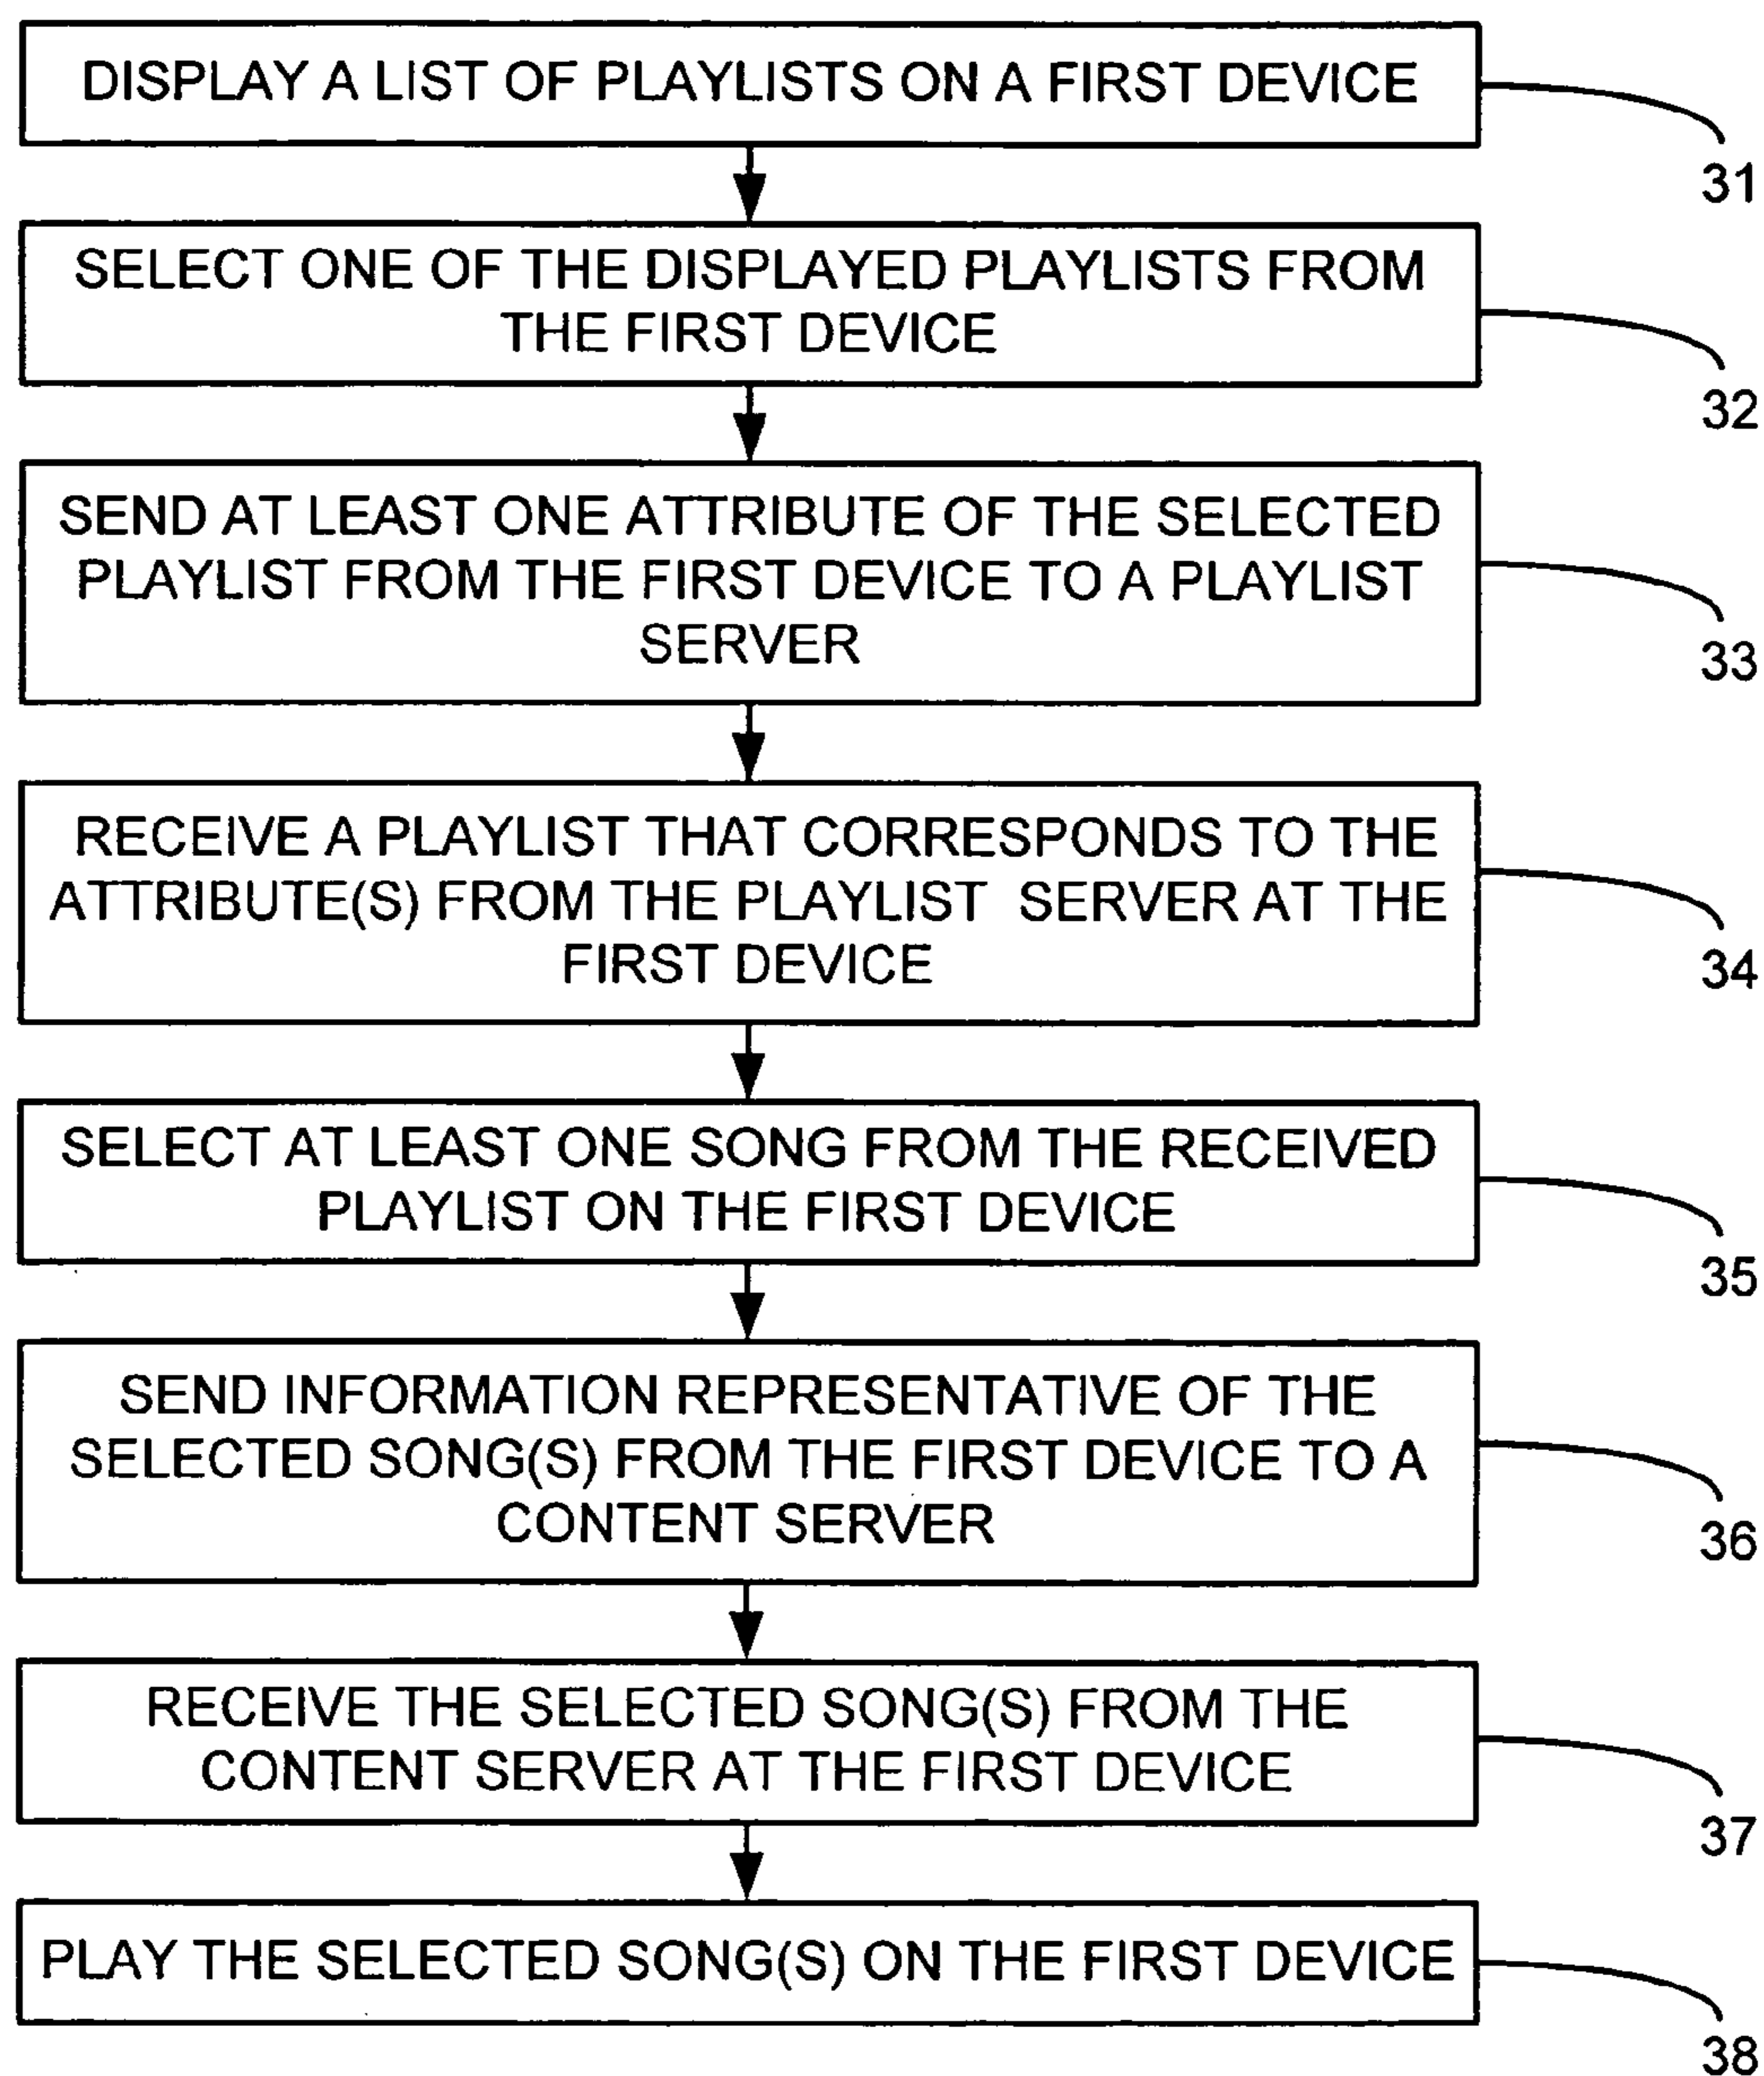 DISPLAY A LIST OF PLAYLISTS ON A FIRST DEVICE
31
SELECT ONE OF THE DISPLAYED PLAYLISTS FROM
THE FIRST DEVICE
32
SEND AT LEAST ONE ATTRIBUTE OF THE SELECTED
PLAYLIST FROM THE FIRST DEVICE TO A PLAYLIST
SERVER
33
RECEIVE A PLAYLIST THAT CORRESPONDS TO THE
ATTRIBUTE(S) FROM THE PLAYLIST SERVER AT THE
FIRST DEVICE
34
SELECT AT LEAST ONE SONG FROM THE RECEIVED
PLAYLIST ON THE FIRST DEVICE
35
SEND INFORMATION REPRESENTATIVE OF THE
SELECTED SONG(S) FROM THE FIRST DEVICE TO A
CONTENT SERVER
36
RECEIVE THE SELECTED SONG(S) FROM THE
CONTENT SERVER AT THE FIRST DEVICE
37
PLAY THE SELECTED SONG(S) ON THE FIRST DEVICE
38